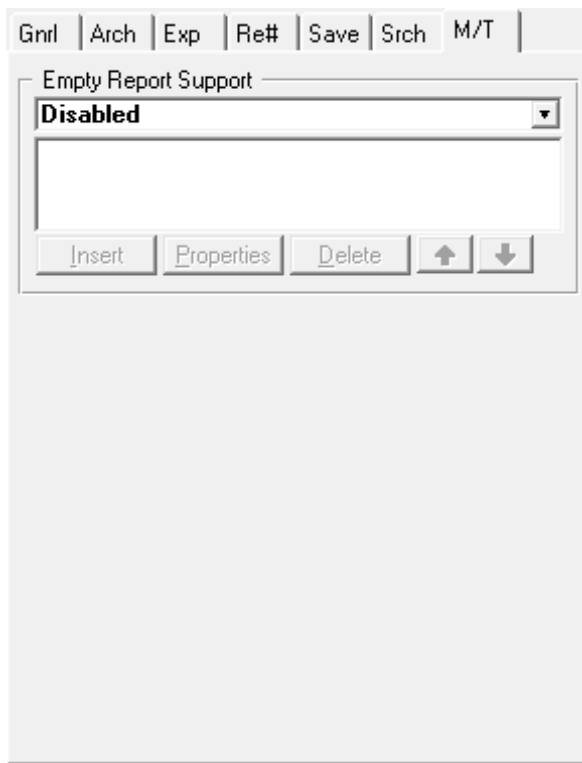 Gnrl Arch Exp Re# Save Srch M/T
Empty Report Support
Disabled
Insert Properties Delete